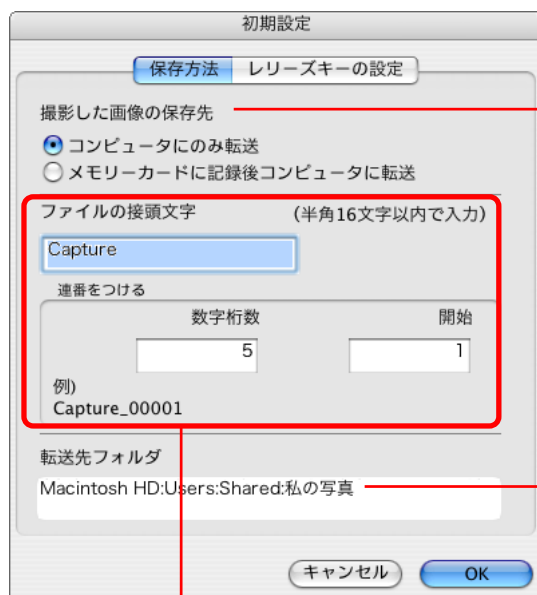 初期設定
保存方法 レリーズキーの設定
撮影した画像の保存先
コンピュータにのみ転送
メモリーカードに記録後コンピュータに転送
ファイルの接頭文字 (半角16文字以内で入力)
Capture
連番をつける
数字桁数 開始
5 1
例)
Capture_00001
転送先フォルダ
Macintosh HD:Users:Shared:私の写真
キャンセル OK